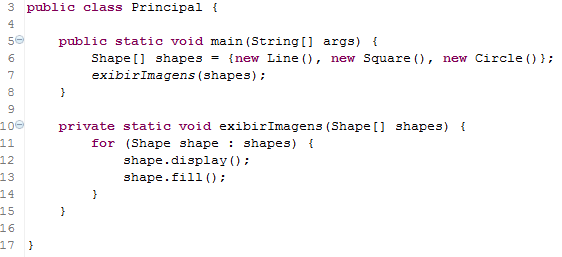 3 public class Principal {
4
5 public static void main(String[] args) {
6 Shape[] shapes = {new Line(), new Square(), new Circle()};
7 exibirImagens(shapes);
8 }
9
10 private static void exibirImagens(Shape[] shapes) {
11 for (Shape shape : shapes) {
12 shape.display();
13 shape.fill();
14 }
15 }
16
17 }